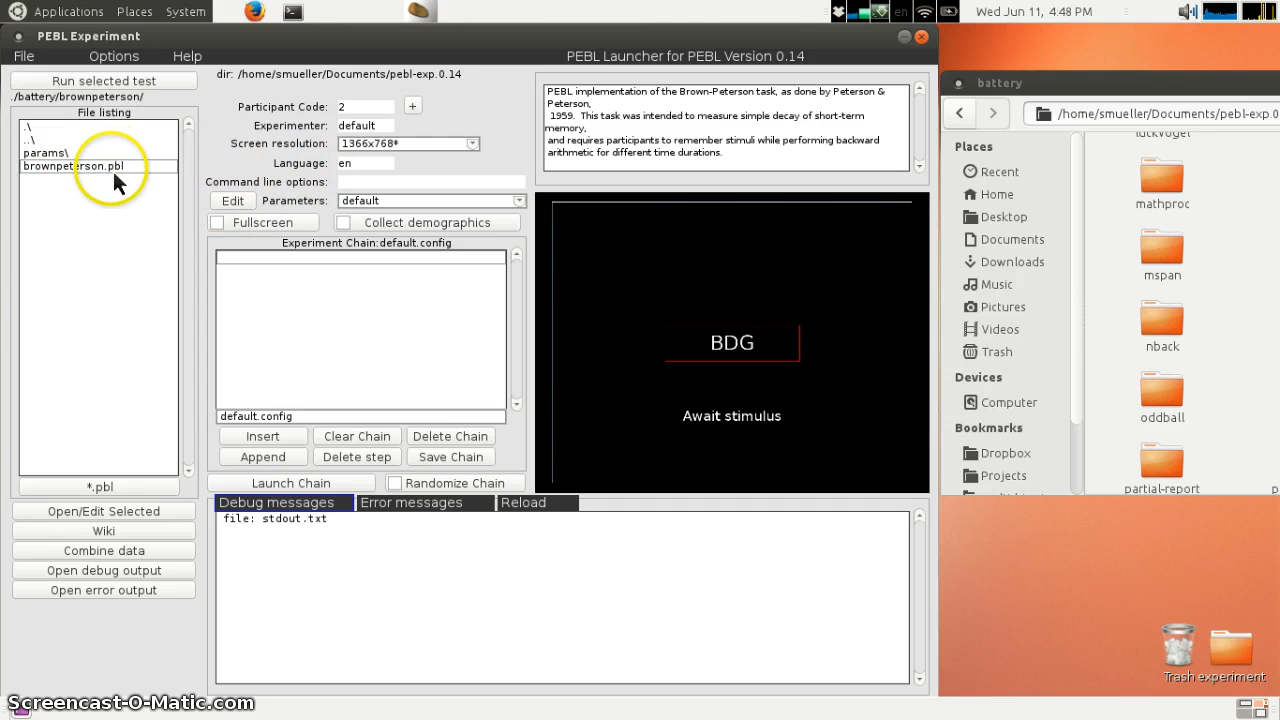 Applications Places System
en
Wed Jun 11, 4:48 PM
PEBL Experiment
File Options Help
PEBL Launcher for PEBL Version 0.14
Run selected test
./battery/brownpeterson/
File listing
.\
..\
params\
brownpeterson.pbl
*.pbl
Open/Edit Selected
Wiki
Combine data
Open debug output
Open error output
dir: /home/smueller/Documents/pebl-exp.0.14
Participant Code: 2 +
Experimenter: default
Screen resolution: 1366x768*
Language: en
Command line options:
Edit Parameters: default
Fullscreen Collect demographics
Experiment Chain:default.config
default.config
Insert Clear Chain Delete Chain
Append Delete step Save Chain
Launch Chain Randomize Chain
PEBL implementation of the Brown-Peterson task, as done by Peterson &
Peterson,
1959. This task was intended to measure simple decay of short-term
memory,
and requires participants to remember stimuli while performing backward
arithmetic for different time durations.
BDG
Await stimulus
Debug messages Error messages Reload
file: stdout.txt
battery
/home/smueller/Documents/pebl-exp.0
Places
Recent
Home
Desktop
Documents
Downloads
Music
Pictures
Videos
Trash
Devices
Computer
Bookmarks
Dropbox
Projects
luckvogel
mathproc
mspan
nback
oddball
partial-report
Trash experiment
Screencast-O-Matic.com